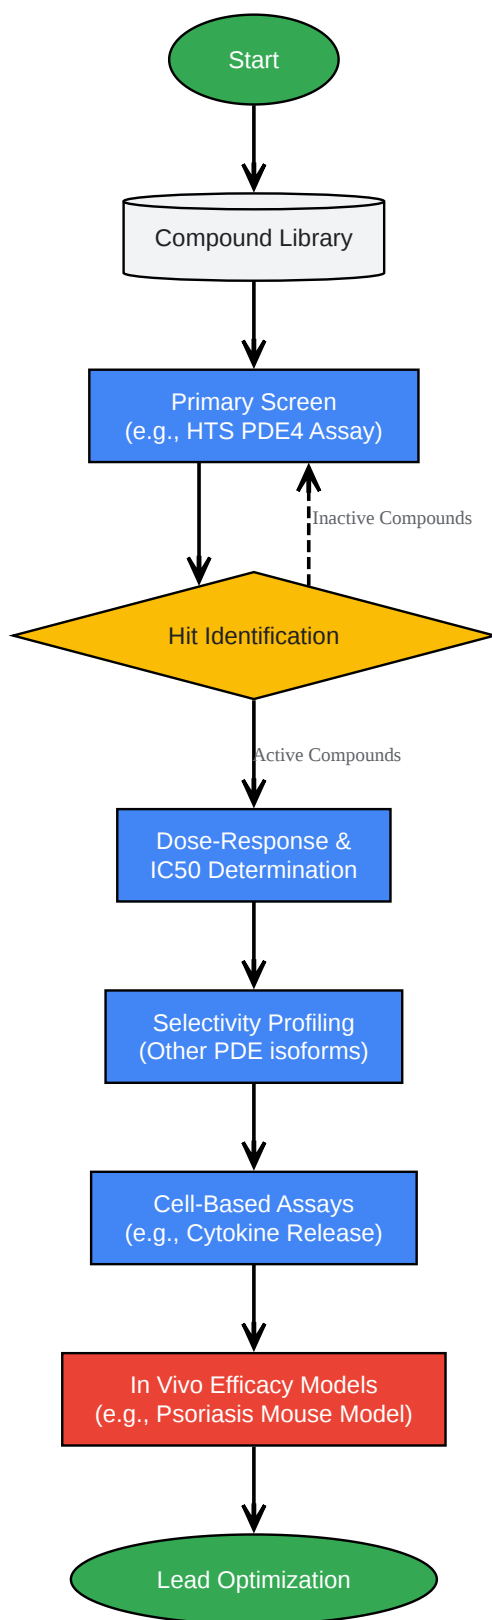 Start
Compound Library
Primary Screen
(e.g., HTS PDE4 Assay)
Inactive Compounds
Hit Identification
Active Compounds
Dose-Response &
IC50 Determination
Selectivity Profiling
(Other PDE isoforms)
Cell-Based Assays
(e.g., Cytokine Release)
In Vivo Efficacy Models
(e.g., Psoriasis Mouse Model)
Lead Optimization